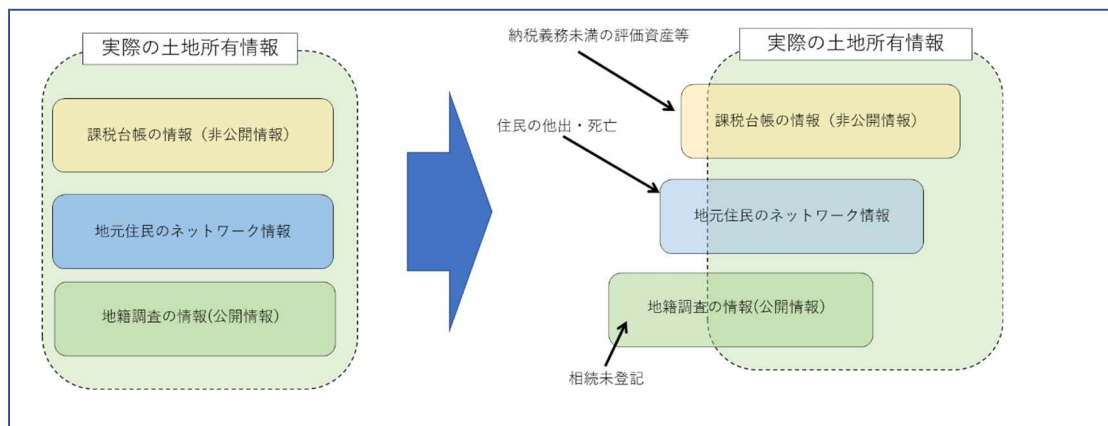 実際の土地所有情報
課税台帳の情報（非公開情報）
地元住民のネットワーク情報
地籍調査の情報(公開情報）
納税義務未満の評価資産等
実際の土地所有情報
課税台帳の情報（非公開情報）
住民の他出・死亡
地元住民のネットワーク情報
地籍調査の情報(公開情報）
相続未登記